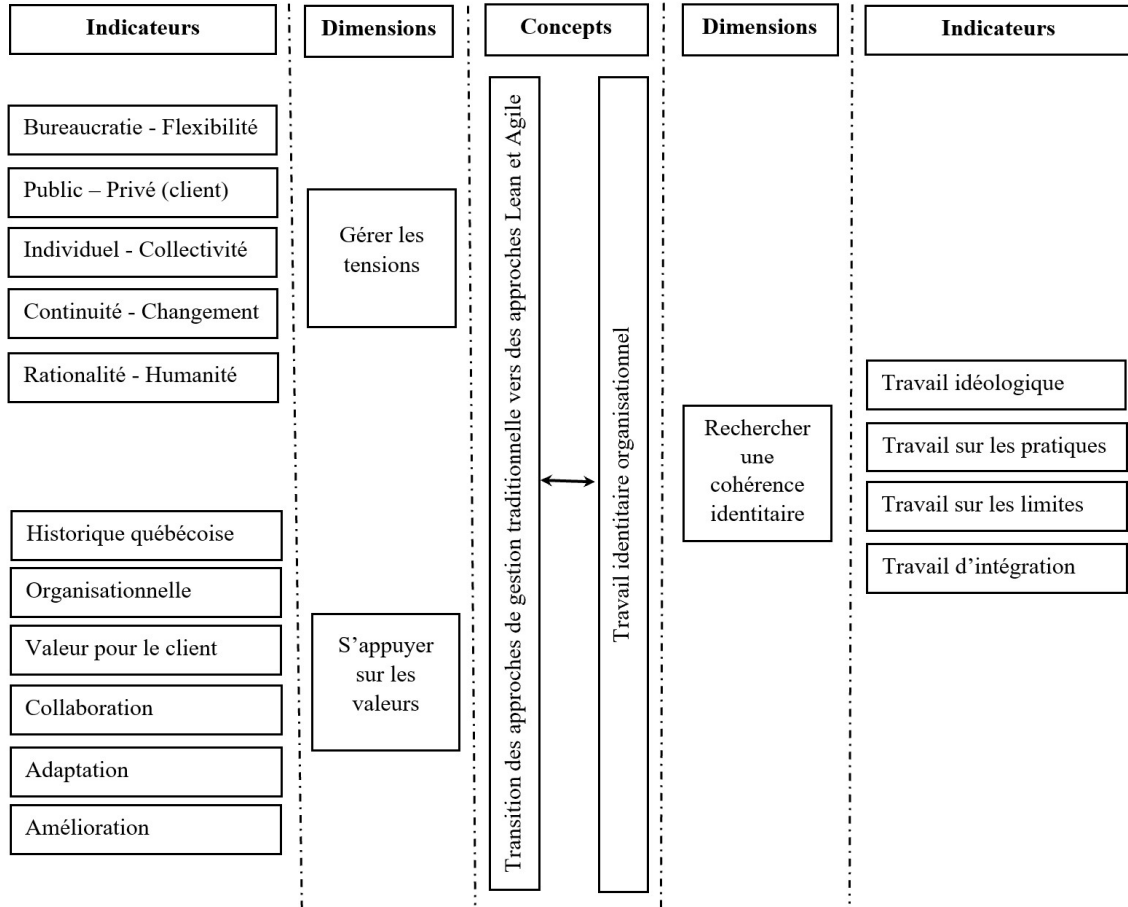 Indicateurs
Dimensions
Concepts
Dimensions
Indicateurs
Bureaucratie - Flexibilité
Public – Privé (client)
Individuel - Collectivité
Continuité - Changement
Rationalité - Humanité
Historique québécoise
Organisationnelle
Valeur pour le client
Collaboration
Adaptation
Amélioration
Gérer les
tensions
S’appuyer
sur les
valeurs
Transition des approches de gestion traditionnelle vers des approches Lean et Agile
Travail identitaire organisationnel
Rechercher
une
cohérence
identitaire
Travail idéologique
Travail sur les pratiques
Travail sur les limites
Travail d’intégration